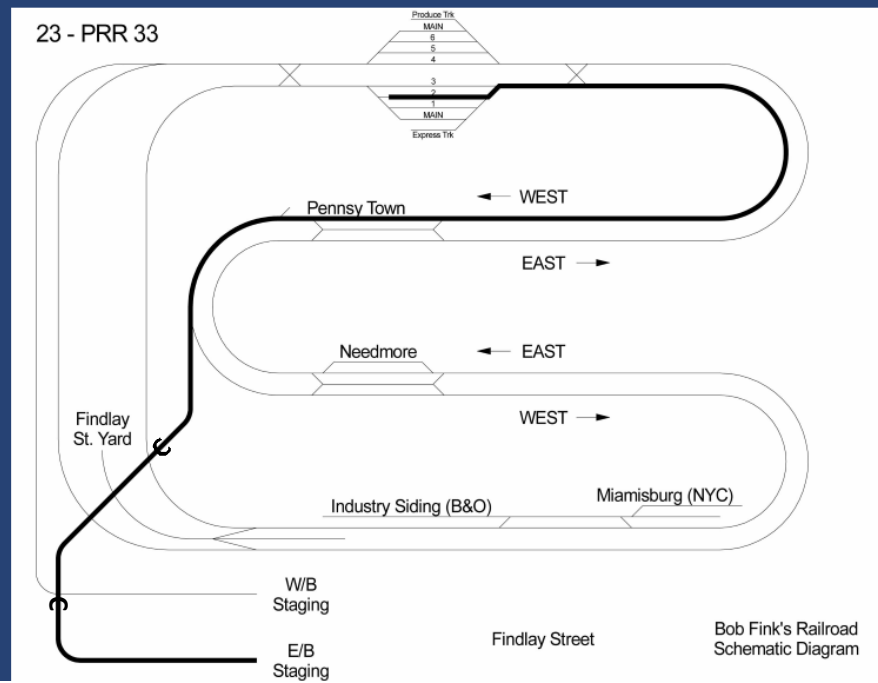 23 - PRR 33
Produce Trk
MAIN
6
5
4
3
2
1
MAIN
Express Trk
WEST
Pennsy Town
EAST
Needmore
EAST
WEST
Findlay
St. Yard
Industry Siding (B&O)
Miamisburg (NYC)
W/B
Staging
E/B
Staging
Findlay Street
Bob Fink's Railroad
Schematic Diagram